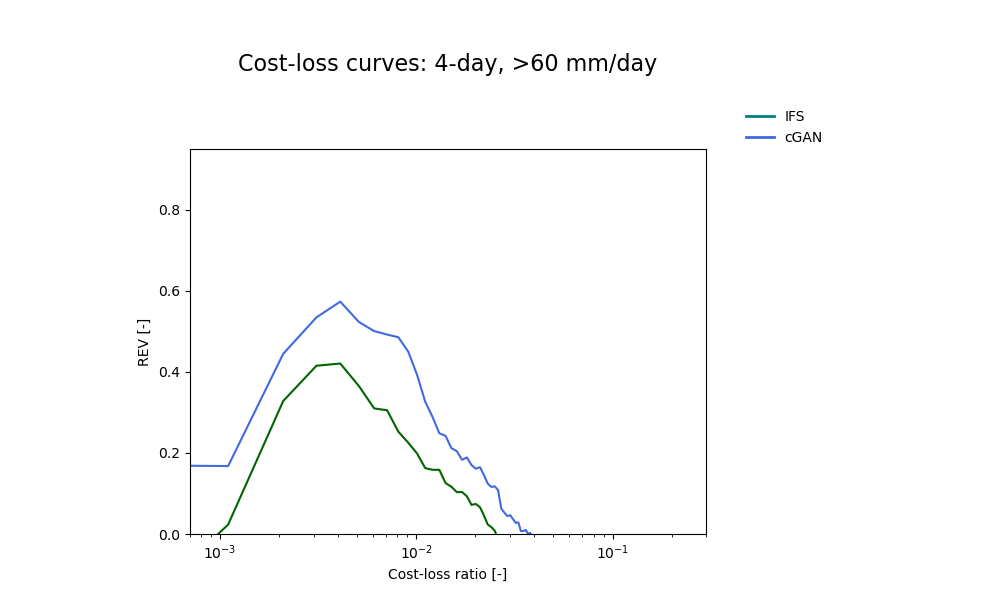 Cost-loss curves: 4-day, >60 mm/day
IFS
cGAN
0.8
0.6
0.4
0.2
0.0
REV [-]
10⁻³
10⁻²
10⁻¹
Cost-loss ratio [-]